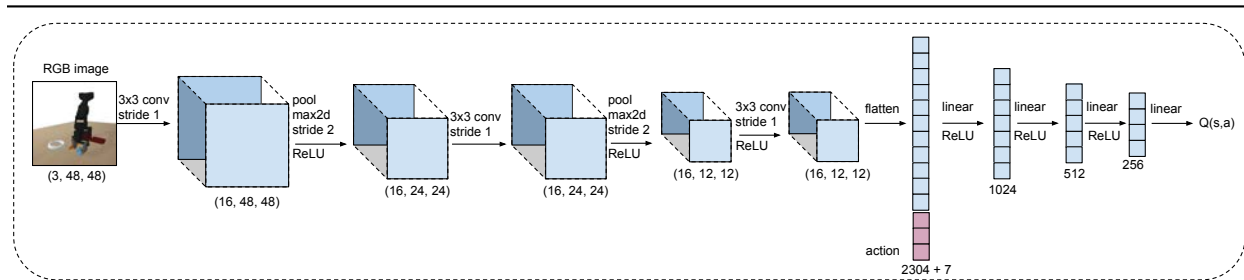 RGB image
(3, 48, 48)
3x3 conv
stride 1
(16, 48, 48)
pool
max2d
stride 2
ReLU
(16, 24, 24)
3x3 conv
stride 1
(16, 24, 24)
pool
max2d
stride 2
ReLU
(16, 12, 12)
3x3 conv
stride 1
ReLU
(16, 12, 12)
flatten
action
2304 + 7
linear
ReLU
1024
linear
ReLU
512
linear
ReLU
256
linear
Q(s,a)